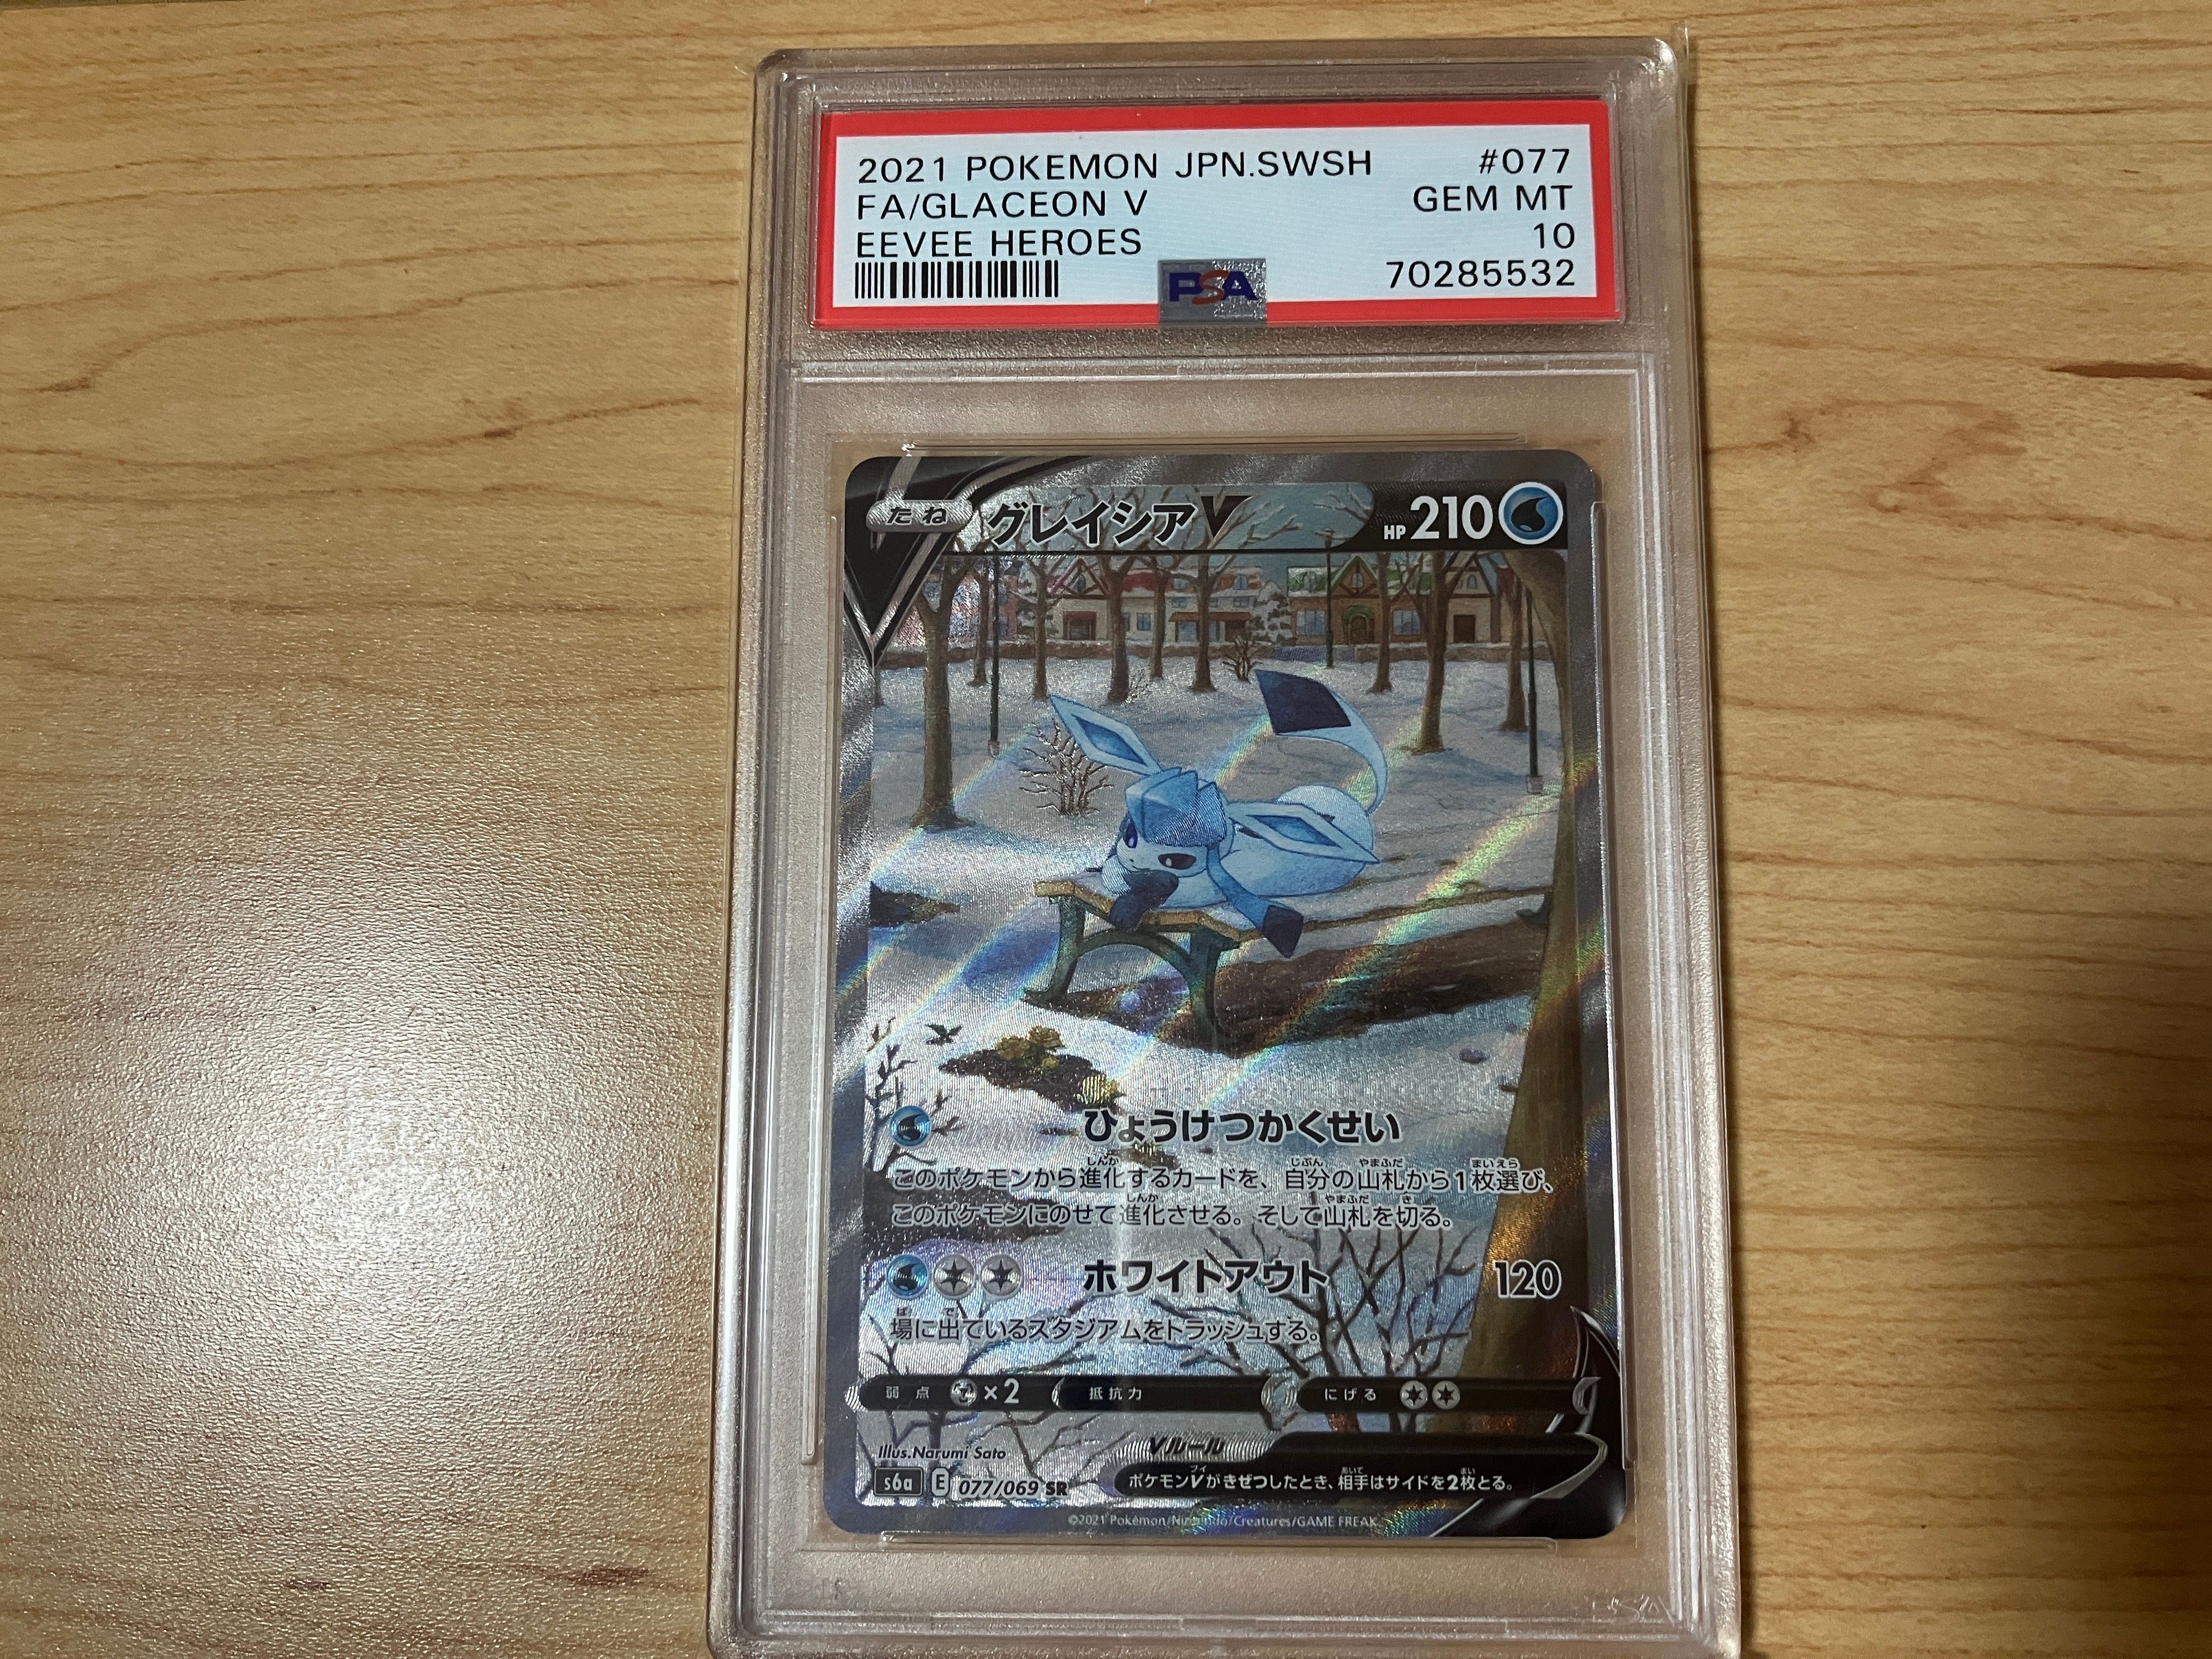 2021 POKEMON JPN.SWSH #077
FA/GLACEON V GEM MT
EEVEE HEROES 10
PSA 70285532
たね グレイシアV HP 210
ひょうけつかくせい
このポケモンから進化するカードを、自分の山札から1枚選び、
このポケモンにのせて進化させる。そして山札を切る。
ホワイトアウト 120
場に出ているスタジアムをトラッシュする。
弱点 ×2 抵抗力 にげる
Illus.Narumi Sato Vルール
s6a E 077/069 SR ポケモンVがきぜつしたとき、相手はサイドを2枚とる。
©2021 Pokémon/Nintendo/Creatures/GAME FREAK.
PSA